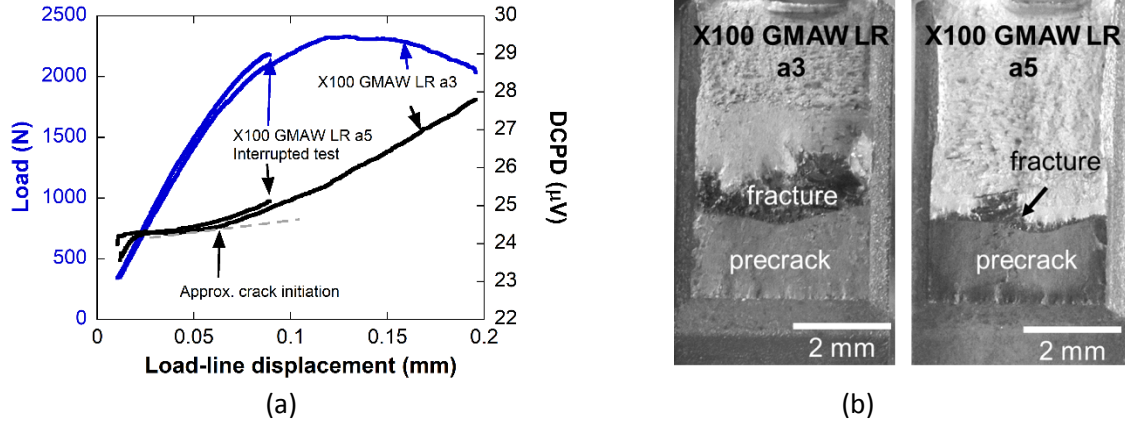 2500
2000
1500
1000
500
0
Load (N)
0
0.05
0.1
0.15
0.2
Load-line displacement (mm)
30
29
28
27
26
25
24
23
22
DCPD (μV)
X100 GMAW LR a3
X100 GMAW LR a5
Interrupted test
Approx. crack initiation
(a)
X100 GMAW LR
a3
fracture
precrack
2 mm
X100 GMAW LR
a5
fracture
precrack
2 mm
(b)